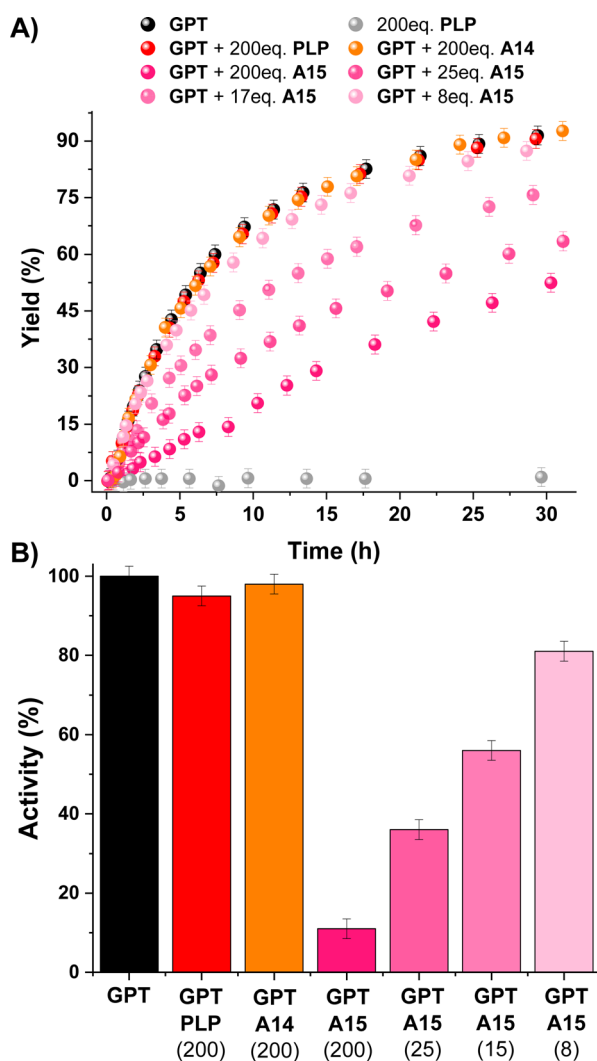 A)
GPT
200eq. PLP
GPT + 200eq. PLP
GPT + 200eq. A14
GPT + 200eq. A15
GPT + 25eq. A15
GPT + 17eq. A15
GPT + 8eq. A15
Yield (%)
90
75
60
45
30
15
0
0 5 10 15 20 25 30
Time (h)
B)
Activity (%)
100
80
60
40
20
0
GPT GPT GPT GPT GPT GPT GPT
PLP A14 A15 A15 A15 A15
(200) (200) (200) (25) (15) (8)